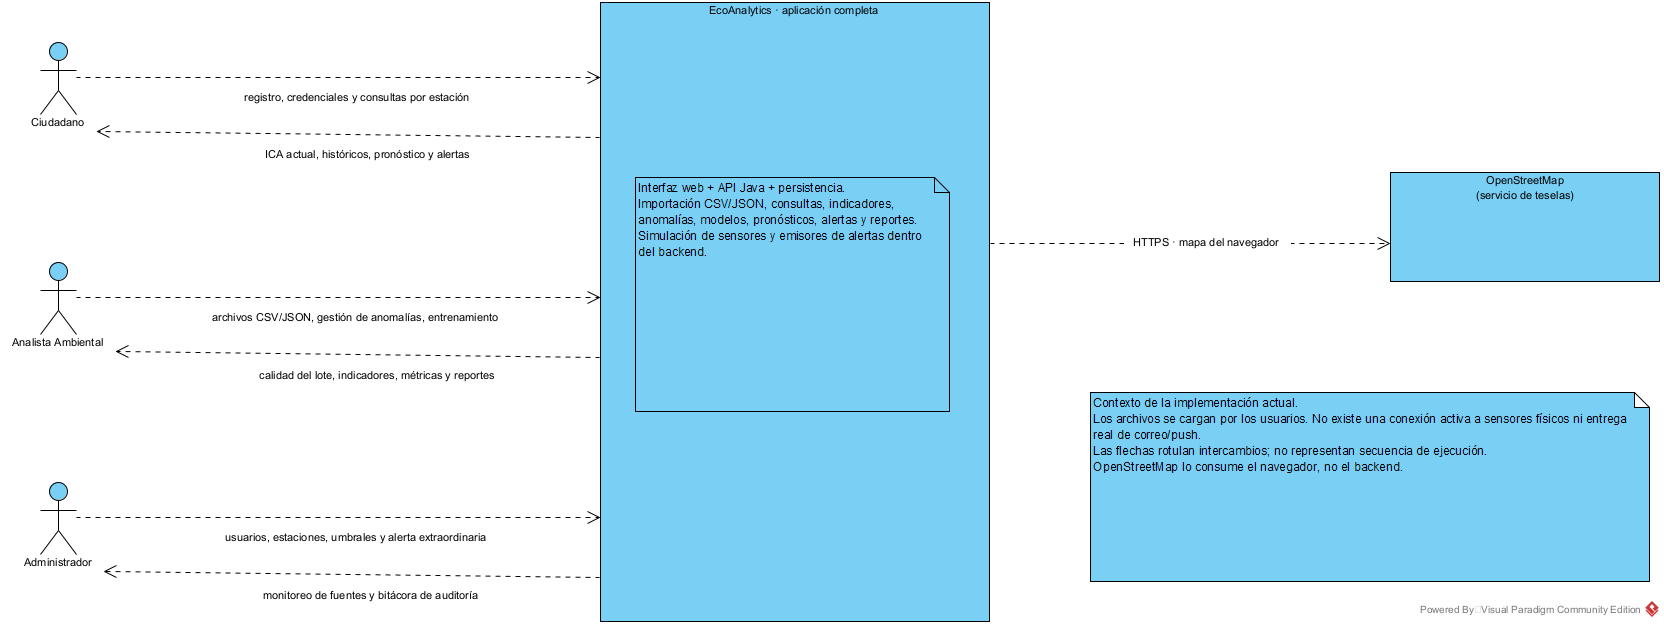 EcoAnalytics · aplicación completa
registro, credenciales y consultas por estación
Ciudadano
ICA actual, históricos, pronóstico y alertas
Interfaz web + API Java + persistencia.
Importación CSV/JSON, consultas, indicadores,
anomalías, modelos, pronósticos, alertas y reportes.
Simulación de sensores y emisores de alertas dentro
del backend.
OpenStreetMap
(servicio de teselas)
HTTPS · mapa del navegador
archivos CSV/JSON, gestión de anomalías, entrenamiento
Analista Ambiental
calidad del lote, indicadores, métricas y reportes
Contexto de la implementación actual.
Los archivos se cargan por los usuarios. No existe una conexión activa a sensores físicos ni entrega
real de correo/push.
Las flechas rotulan intercambios; no representan secuencia de ejecución.
OpenStreetMap lo consume el navegador, no el backend.
usuarios, estaciones, umbrales y alerta extraordinaria
Administrador
monitoreo de fuentes y bitácora de auditoría
Powered By Visual Paradigm Community Edition